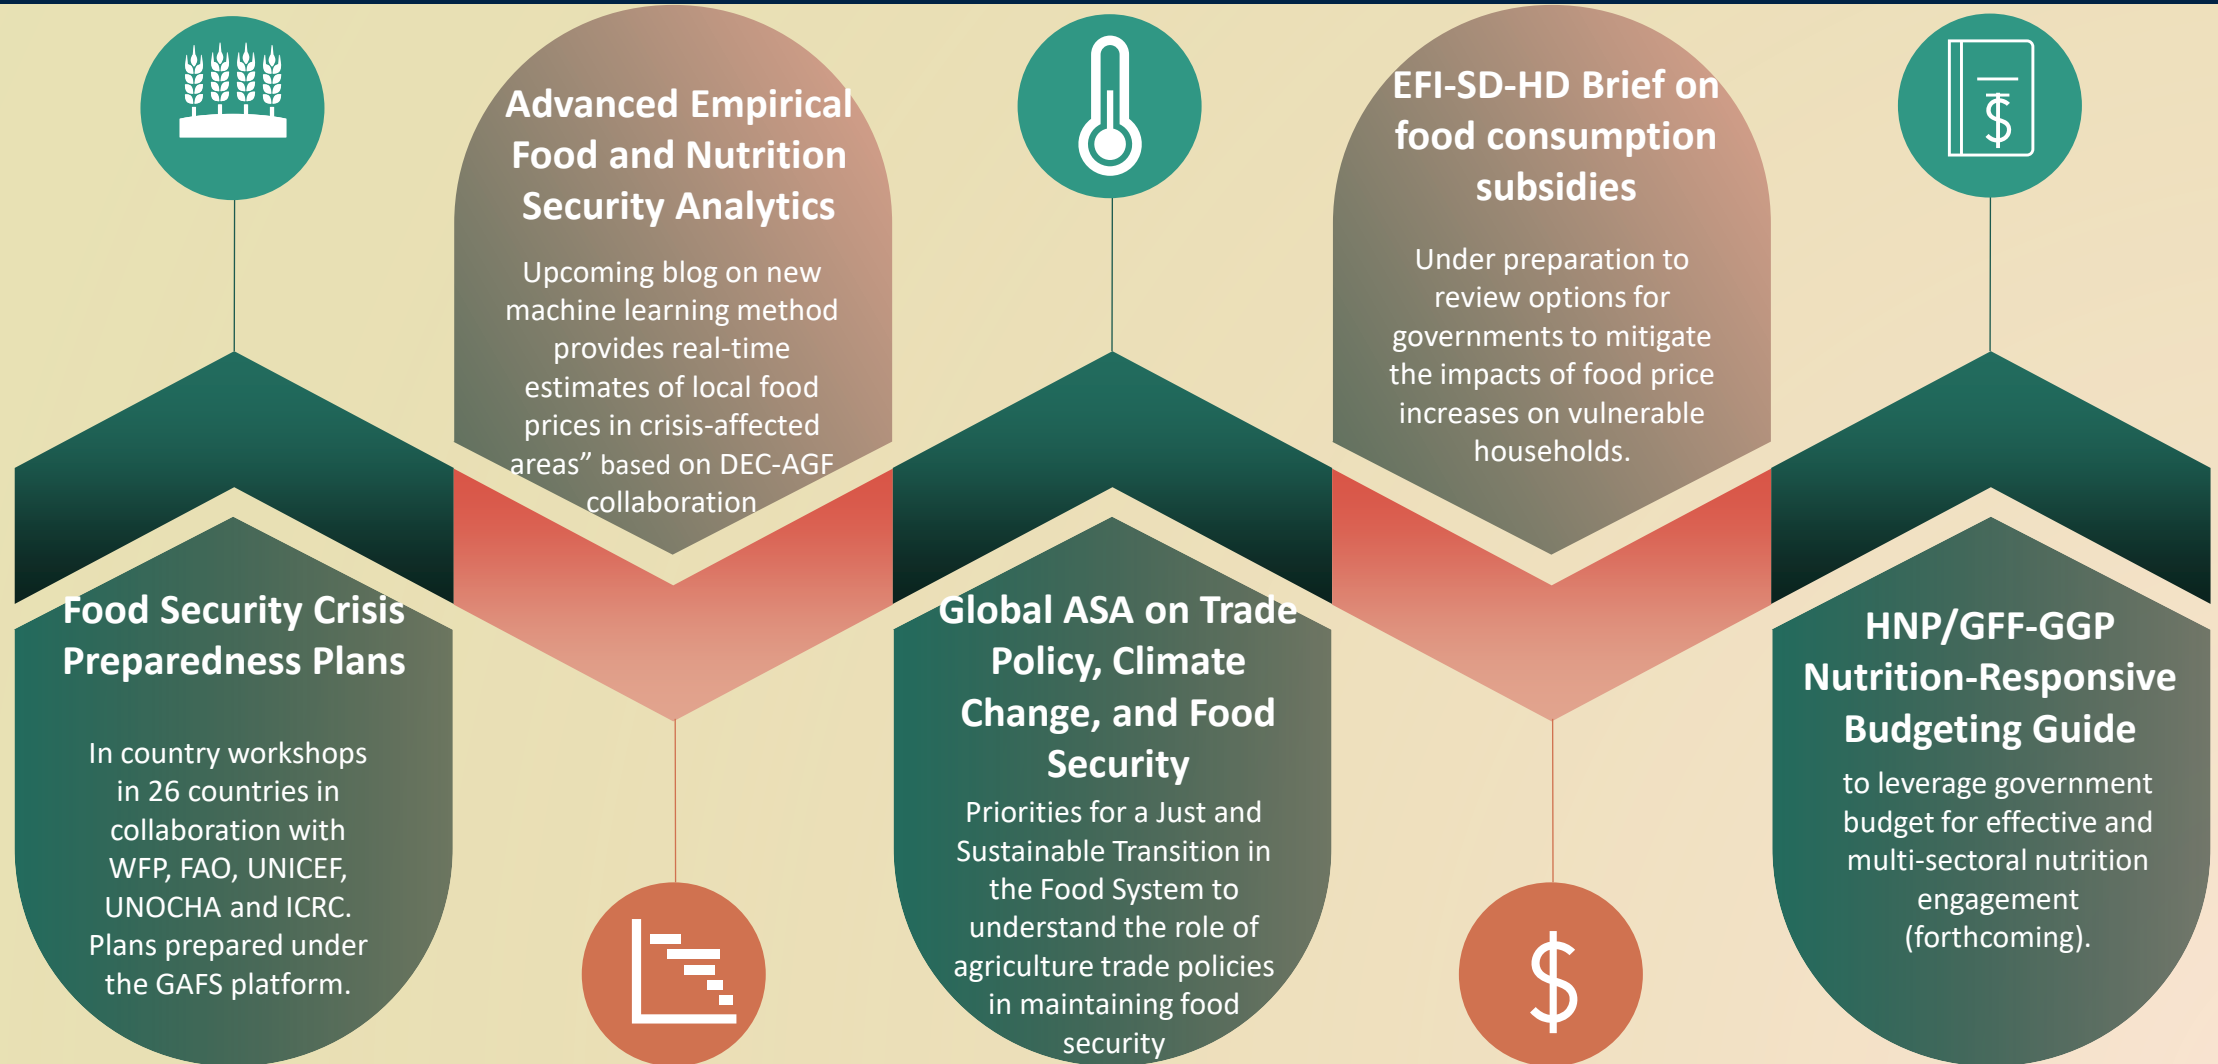 Food Security Crisis
Preparedness Plans
In country workshops
in 26 countries in
collaboration with
WFP, FAO, UNICEF,
UNOCHA and ICRC.
Plans prepared under
the GAFS platform.
Advanced Empirical
Food and Nutrition
Security Analytics
Upcoming blog on new
machine learning method
provides real-time
estimates of local food
prices in crisis-affected
areas” based on DEC-AGF
collaboration
Global ASA on Trade
Policy, Climate
Change, and Food
Security
Priorities for a Just and
Sustainable Transition in
the Food System to
understand the role of
agriculture trade policies
in maintaining food
security
EFI-SD-HD Brief on
food consumption
subsidies
Under preparation to
review options for
governments to mitigate
the impacts of food price
increases on vulnerable
households.
HNP/GFF-GGP
Nutrition-Responsive
Budgeting Guide
to leverage government
budget for effective and
multi-sectoral nutrition
engagement
(forthcoming).